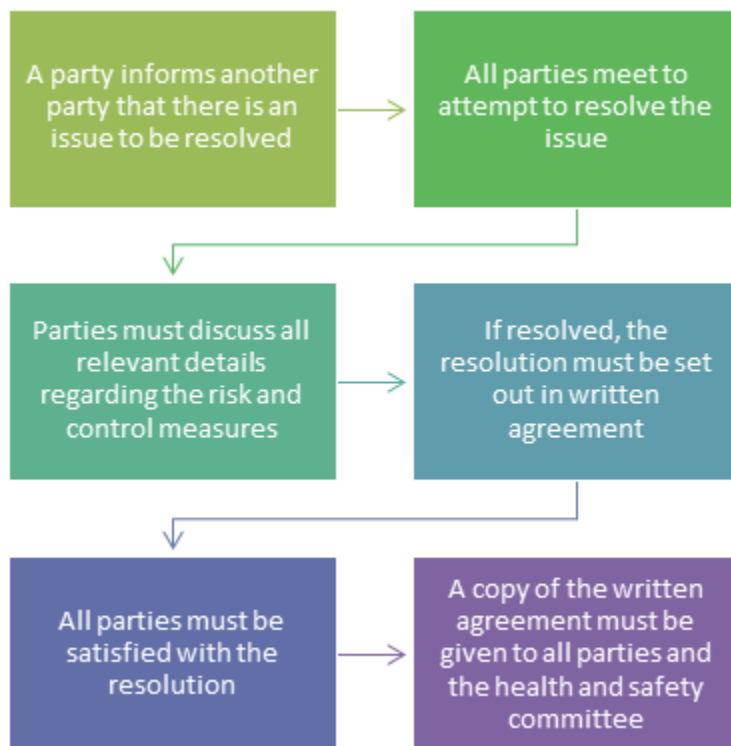 A party informs another
party that there is an
issue to be resolved
All parties meet to
attempt to resolve the
issue
Parties must discuss all
relevant details
regarding the risk and
control measures
If resolved, the
resolution must be set
out in written
agreement
All parties must be
satisfied with the
resolution
A copy of the written
agreement must be
given to all parties and
the health and safety
committee